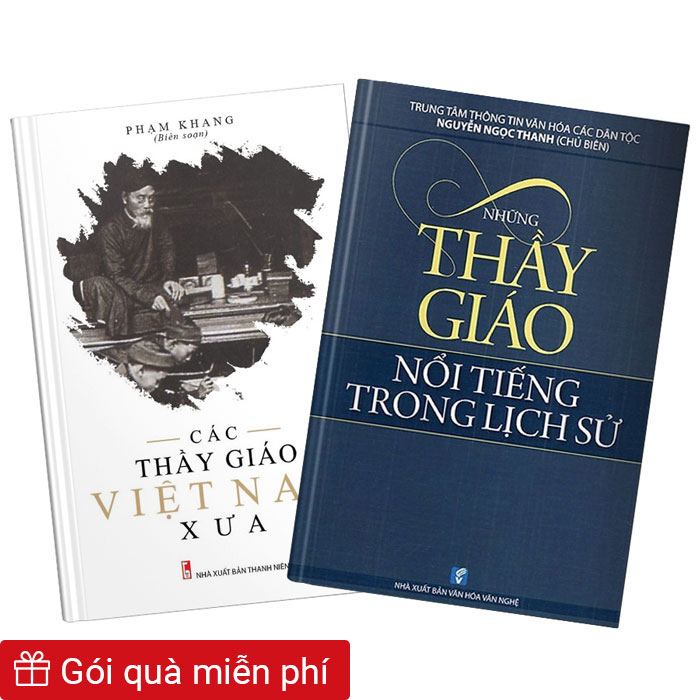 PHẠM KHANG
(Biên soạn)
CÁC
THẦY GIÁO
VIỆT
XƯA
NHÀ XUẤT BẢN THANH NIÊN
TRUNG TÂM THÔNG TIN VĂN HÓA CÁC DÂN TỘC
NGUYỄN NGỌC THANH (CHỦ BIÊN)
NHỮNG
THẦY
GIÁO
NỔI TIẾNG
TRONG LỊCH SỬ
NHÀ XUẤT BẢN VĂN HÓA VĂN NGHỆ
Gói quà miễn phí